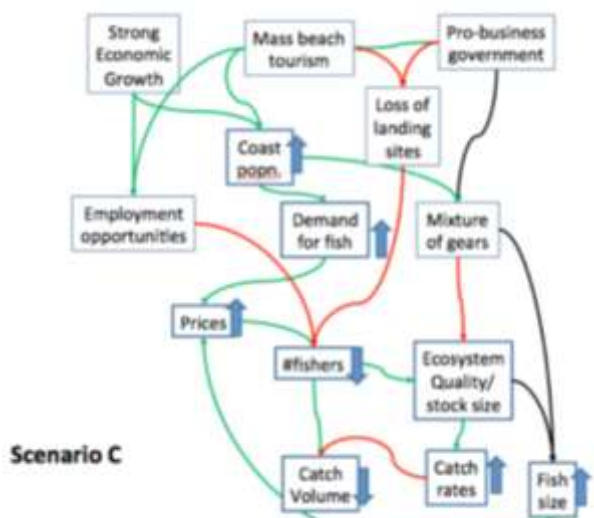 Strong
Economic
Growth
Mass beach
tourism
Pro-business
government
Loss of
landing
sites
Coast
popn.
Employment
opportunities
Demand
for fish
Mixture
of gears
Prices
#fishers
Ecosystem
Quality/
stock size
Scenario C
Catch
Volume
Catch
rates
Fish
size